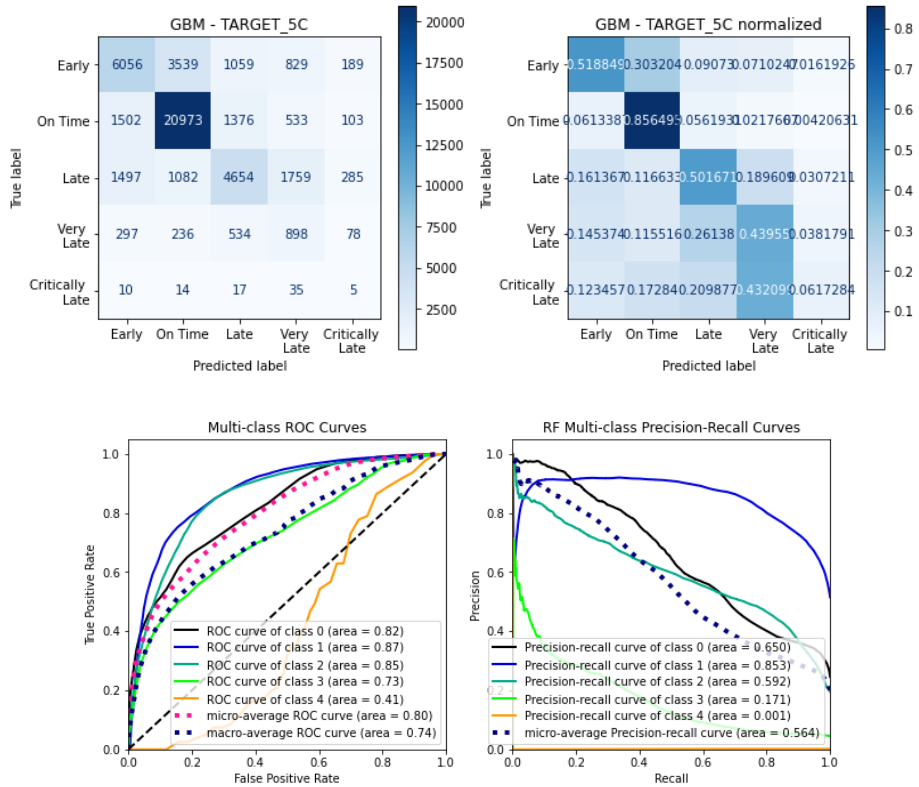 GBM - TARGET_5C
Early
On Time
Late
Very
Late
Critically
Late
True label
6056 3539 1059 829 189
1502 20973 1376 533 103
1497 1082 4654 1759 285
297 236 534 898 78
10 14 17 35 5
Early On Time Late Very Late Critically Late
Predicted label
20000
17500
15000
12500
10000
7500
5000
2500
GBM - TARGET_5C normalized
Early
On Time
Late
Very
Late
Critically
Late
True label
0.518849 0.303204 0.09073 0.0710247 0.0161926
0.061338 0.856495 0.056193 0.0217667 0.00420631
0.161367 0.116633 0.501671 0.189609 0.0307211
0.145374 0.115516 0.26138 0.43955 0.0381791
0.123457 0.17284 0.209877 0.432099 0.0617284
Early On Time Late Very Late Critically Late
Predicted label
0.8
0.7
0.6
0.5
0.4
0.3
0.2
0.1
Multi-class ROC Curves
True Positive Rate
1.0
0.8
0.6
0.4
0.2
0.0
ROC curve of class 0 (area = 0.82)
ROC curve of class 1 (area = 0.87)
ROC curve of class 2 (area = 0.85)
ROC curve of class 3 (area = 0.73)
ROC curve of class 4 (area = 0.41)
micro-average ROC curve (area = 0.80)
macro-average ROC curve (area = 0.74)
0.0 0.2 0.4 0.6 0.8 1.0
False Positive Rate
RF Multi-class Precision-Recall Curves
Precision
1.0
0.8
0.6
0.4
0.2
0.0
Precision-recall curve of class 0 (area = 0.650)
Precision-recall curve of class 1 (area = 0.853)
Precision-recall curve of class 2 (area = 0.592)
Precision-recall curve of class 3 (area = 0.171)
Precision-recall curve of class 4 (area = 0.001)
micro-average Precision-recall curve (area = 0.564)
0.0 0.2 0.4 0.6 0.8 1.0
Recall